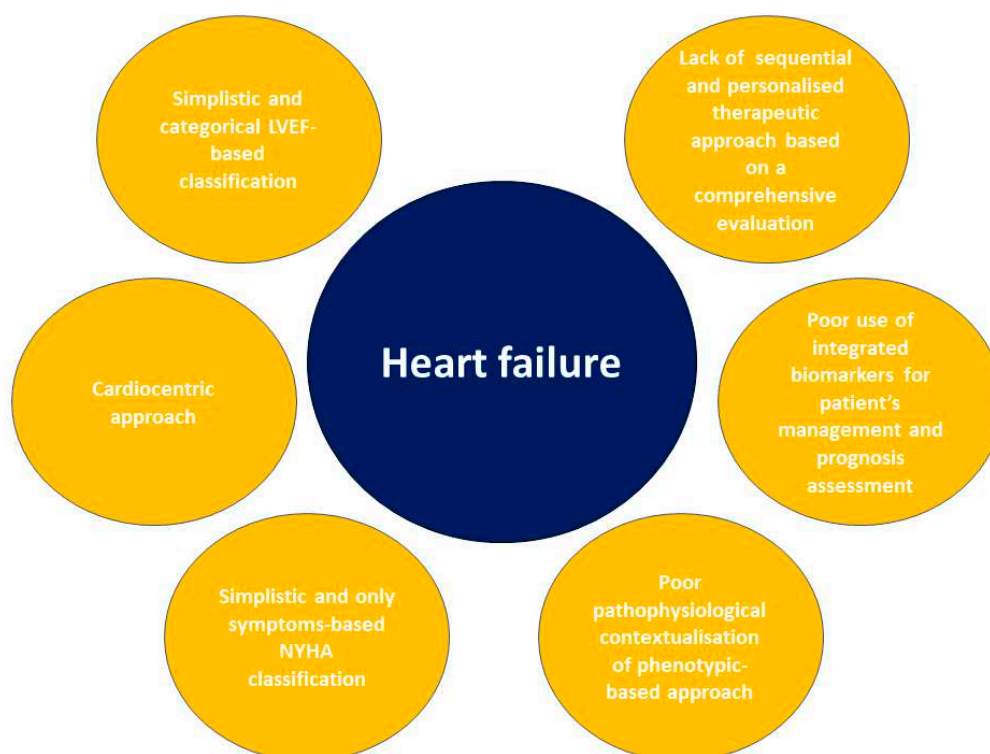 Simplistic and
categorical LVEF-
based
classification
Lack of sequential
and personalised
therapeutic
approach based
on a
comprehensive
evaluation
Heart failure
Cardiocentric
approach
Poor use of
integrated
biomarkers for
patient’s
management and
prognosis
assessment
Simplistic and only
symptoms-based
NYHA
classification
Poor
pathophysiological
contextualisation
of phenotypic-
based approach